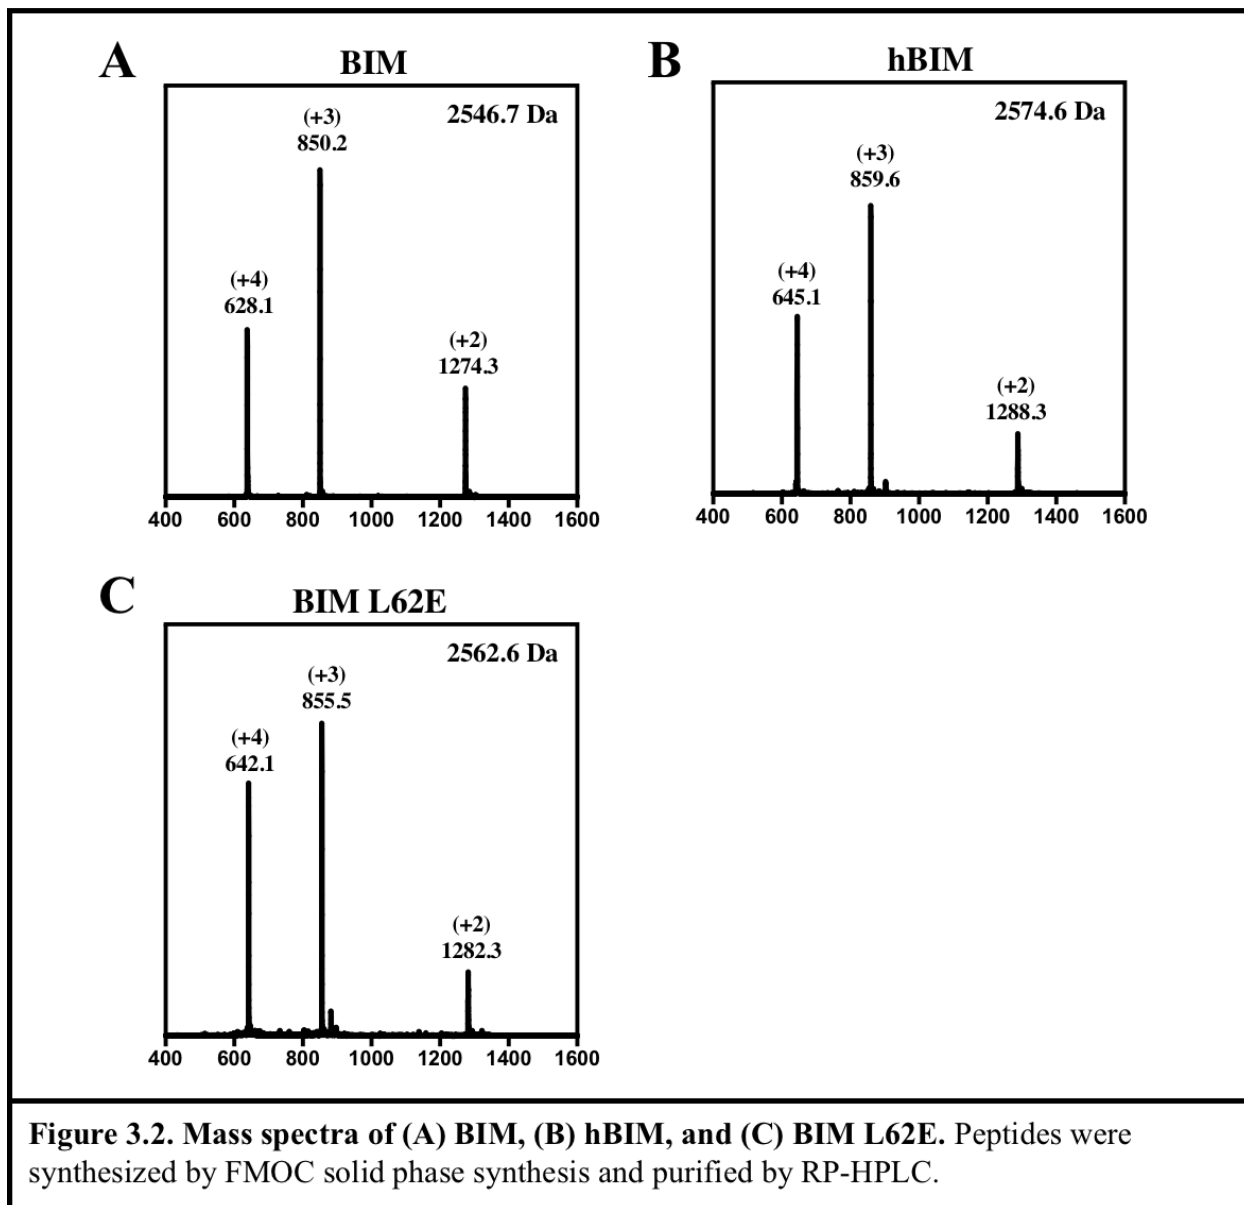 A
BIM
2546.7 Da
(+3)
850.2
(+4)
628.1
(+2)
1274.3
400 600 800 1000 1200 1400 1600
B
hBIM
2574.6 Da
(+3)
859.6
(+4)
645.1
(+2)
1288.3
400 600 800 1000 1200 1400 1600
C
BIM L62E
2562.6 Da
(+3)
855.5
(+4)
642.1
(+2)
1282.3
400 600 800 1000 1200 1400 1600
Figure 3.2. Mass spectra of (A) BIM, (B) hBIM, and (C) BIM L62E. Peptides were
synthesized by FMOC solid phase synthesis and purified by RP-HPLC.